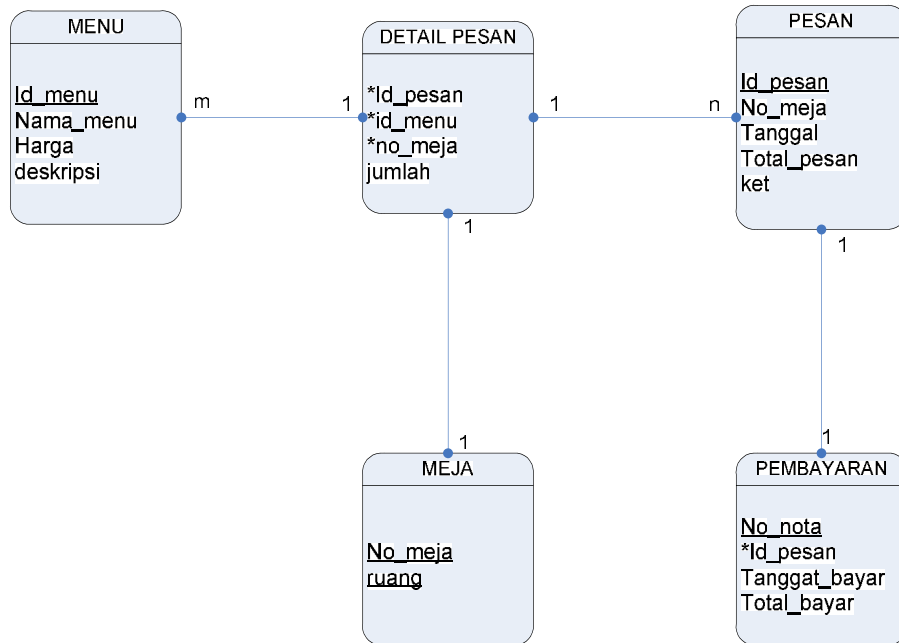 MENU
Id_menu
Nama_menu
Harga
deskripsi
m
1
DETAIL PESAN
*Id_pesan
*id_menu
*no_meja
jumlah
1
n
PESAN
Id_pesan
No_meja
Tanggal
Total_pesan
ket
1
1
1
1
MEJA
No_meja
ruang
PEMBAYARAN
No_nota
*Id_pesan
Tanggat_bayar
Total_bayar